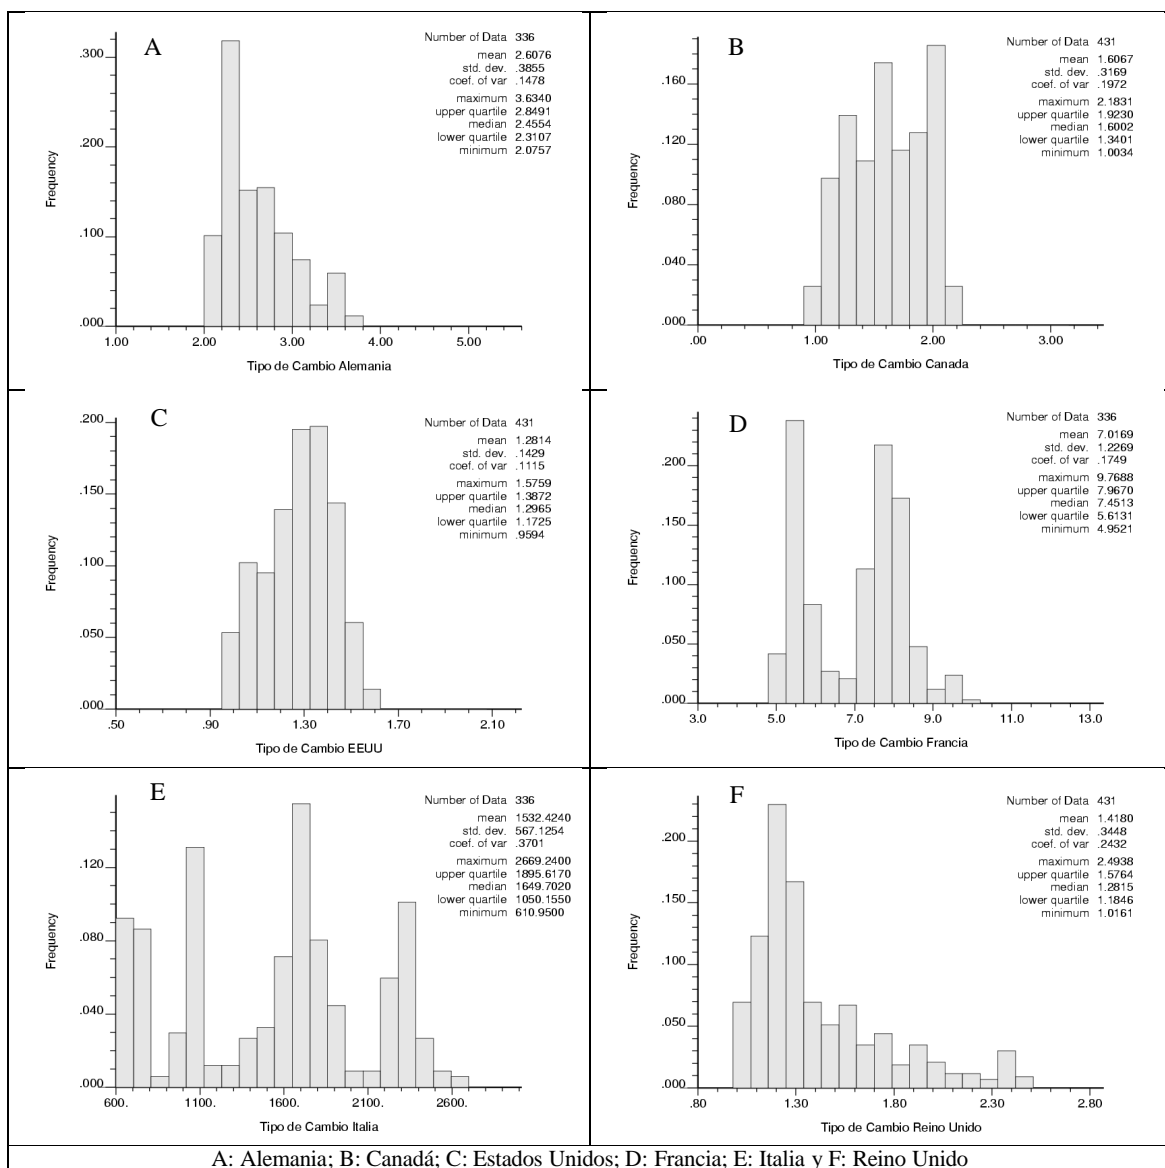 A
Number of Data 336
mean 2.6076
std. dev. .3855
coef. of var .1478
maximum 3.6340
upper quartile 2.8491
median 2.4554
lower quartile 2.3107
minimum 2.0757
Frequency
.300
.200
.100
.000
1.00 2.00 3.00 4.00 5.00
Tipo de Cambio Alemania
B
Number of Data 431
mean 1.6067
std. dev. .3169
coef. of var .1972
maximum 2.1831
upper quartile 1.9230
median 1.6002
lower quartile 1.3401
minimum 1.0034
Frequency
.160
.120
.080
.040
.000
.00 1.00 2.00 3.00
Tipo de Cambio Canada
C
Number of Data 431
mean 1.2814
std. dev. .1429
coef. of var .1115
maximum 1.5759
upper quartile 1.3872
median 1.2965
lower quartile 1.1725
minimum .9594
Frequency
.200
.150
.100
.050
.000
.50 .90 1.30 1.70 2.10
Tipo de Cambio EEUU
D
Number of Data 336
mean 7.0169
std. dev. 1.2269
coef. of var .1749
maximum 9.7688
upper quartile 7.9670
median 7.4513
lower quartile 5.6131
minimum 4.9521
Frequency
.200
.150
.100
.050
.000
3.0 5.0 7.0 9.0 11.0 13.0
Tipo de Cambio Francia
E
Number of Data 336
mean 1532.4240
std. dev. 567.1254
coef. of var .3701
maximum 2669.2400
upper quartile 1895.6170
median 1649.7020
lower quartile 1050.1550
minimum 610.9500
Frequency
.120
.080
.040
.000
600. 1100. 1600. 2100. 2600.
Tipo de Cambio Italia
F
Number of Data 431
mean 1.4180
std. dev. .3448
coef. of var .2432
maximum 2.4938
upper quartile 1.5764
median 1.2815
lower quartile 1.1846
minimum 1.0161
Frequency
.200
.150
.100
.050
.000
.80 1.30 1.80 2.30 2.80
Tipo de Cambio Reino Unido
A: Alemania; B: Canadá; C: Estados Unidos; D: Francia; E: Italia y F: Reino Unido